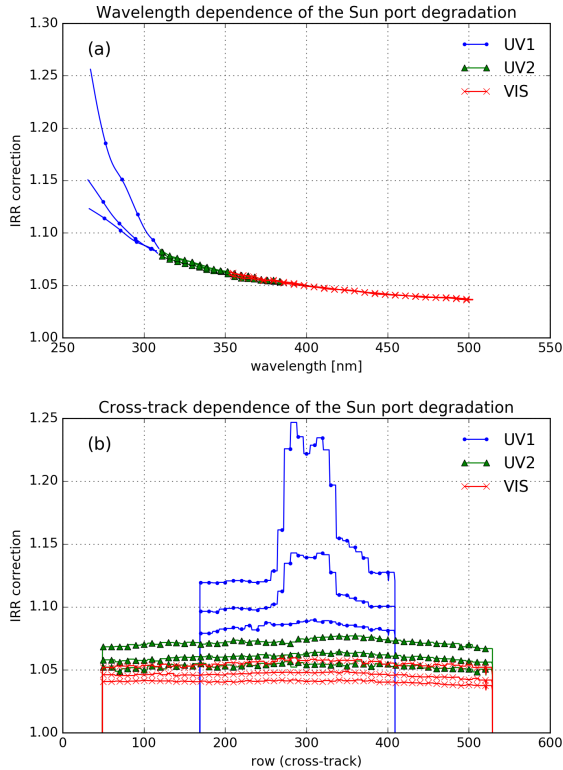 Wavelength dependence of the Sun port degradation
1.30
1.25
1.20
1.15
1.10
1.05
1.00
IRR correction
(a)
UV1
UV2
VIS
250 300 350 400 450 500 550
wavelength [nm]
Cross-track dependence of the Sun port degradation
1.25
1.20
1.15
1.10
1.05
1.00
IRR correction
(b)
UV1
UV2
VIS
0 100 200 300 400 500 600
row (cross-track)